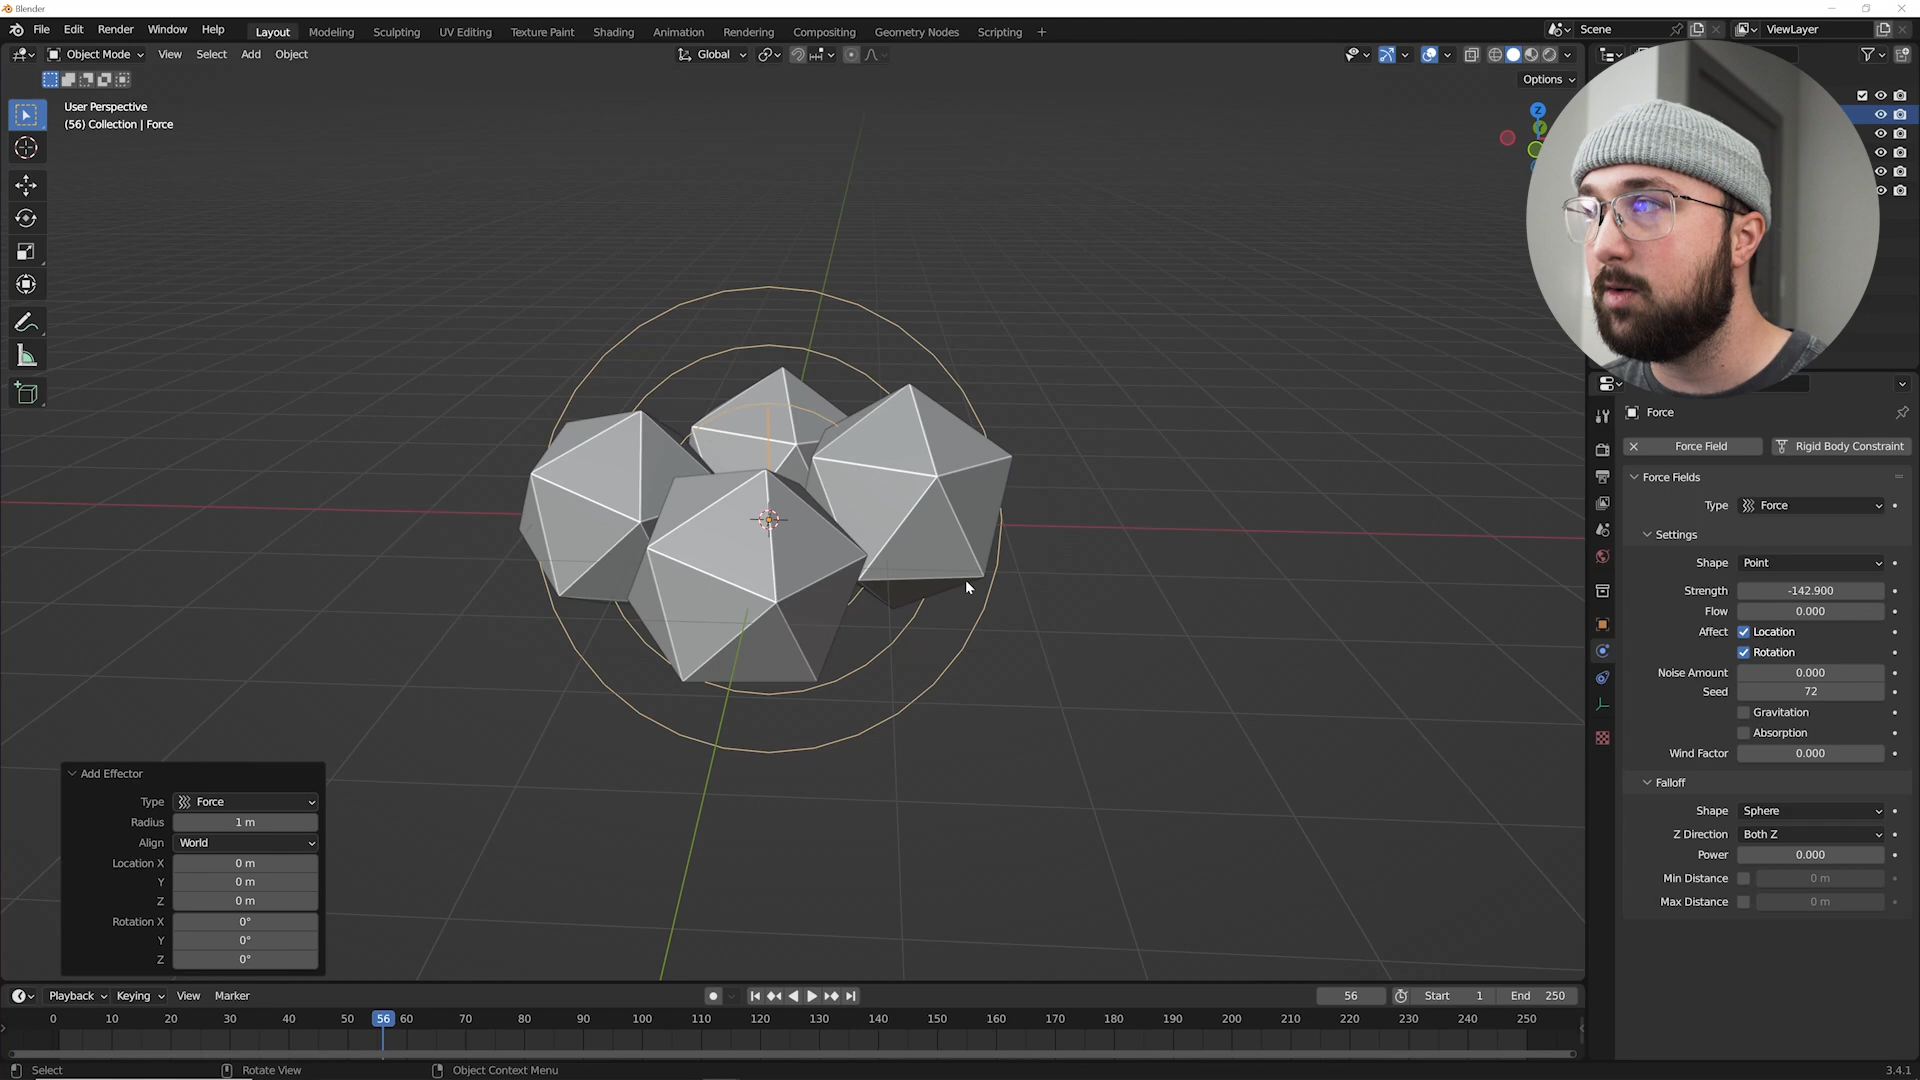 Blender
File Edit Render Window Help
Layout Modeling Sculpting UV Editing Texture Paint Shading Animation Rendering Compositing Geometry Nodes Scripting +
Scene
ViewLayer
Object Mode View Select Add Object
Global
Options
User Perspective
(56) Collection | Force
Z
Force
Force Field Rigid Body Constraint
Force Fields
Type Force
Settings
Shape Point
Strength -142.900
Flow 0.000
Affect Location
Rotation
Noise Amount 0.000
Seed 72
Gravitation
Absorption
Wind Factor 0.000
Falloff
Shape Sphere
Z Direction Both Z
Power 0.000
Min Distance 0 m
Max Distance 0 m
Add Effector
Type Force
Radius 1 m
Align World
Location X 0 m
Y 0 m
Z 0 m
Rotation X 0°
Y 0°
Z 0°
Playback Keying View Marker
56 Start 1 End 250
0 10 20 30 40 50 56 60 70 80 90 100 110 120 130 140 150 160 170 180 190 200 210 220 230 240 250
Select Rotate View Object Context Menu 3.4.1